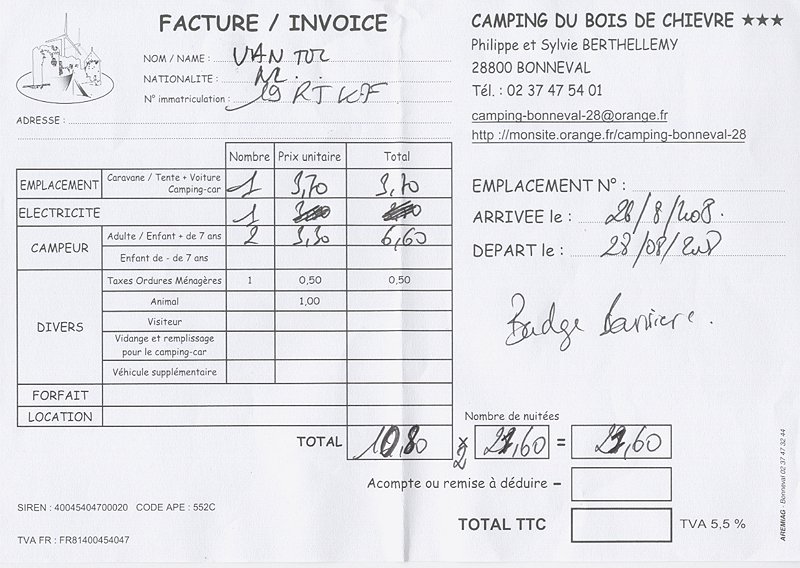 FACTURE / INVOICE
NOM / NAME : VAN TOL
NATIONALITE : NL.
N° immatriculation : 19 RJ KF
ADRESSE :
CAMPING DU BOIS DE CHIEVRE ★★★
Philippe et Sylvie BERTHELLEMY
28800 BONNEVAL
Tél. : 02 37 47 54 01
camping-bonneval-28@orange.fr
http://monsite.orange.fr/camping-bonneval-28
Nombre Prix unitaire Total
EMPLACEMENT Caravane / Tente + Voiture
Camping-car 1 3,70 3,70
ELECTRICITE 1
CAMPEUR Adulte / Enfant + de 7 ans 2 3,30 6,60
Enfant de - de 7 ans
DIVERS Taxes Ordures Ménagères 1 0,50 0,50
Animal 1,00
Visiteur
Vidange et remplissage
pour le camping-car
Véhicule supplémentaire
FORFAIT
LOCATION
EMPLACEMENT N° :
ARRIVEE le : 26/8/2008.
DEPART le : 28/08/2008
Badge Barriere.
Nombre de nuitées
TOTAL 10,80 x 2 21,60 = 21,60
Acompte ou remise à déduire –
TOTAL TTC TVA 5,5 %
SIREN : 40045404700020 CODE APE : 552C
TVA FR : FR81400454047
AREMIAG - Bonneval 02 37 47 32 44